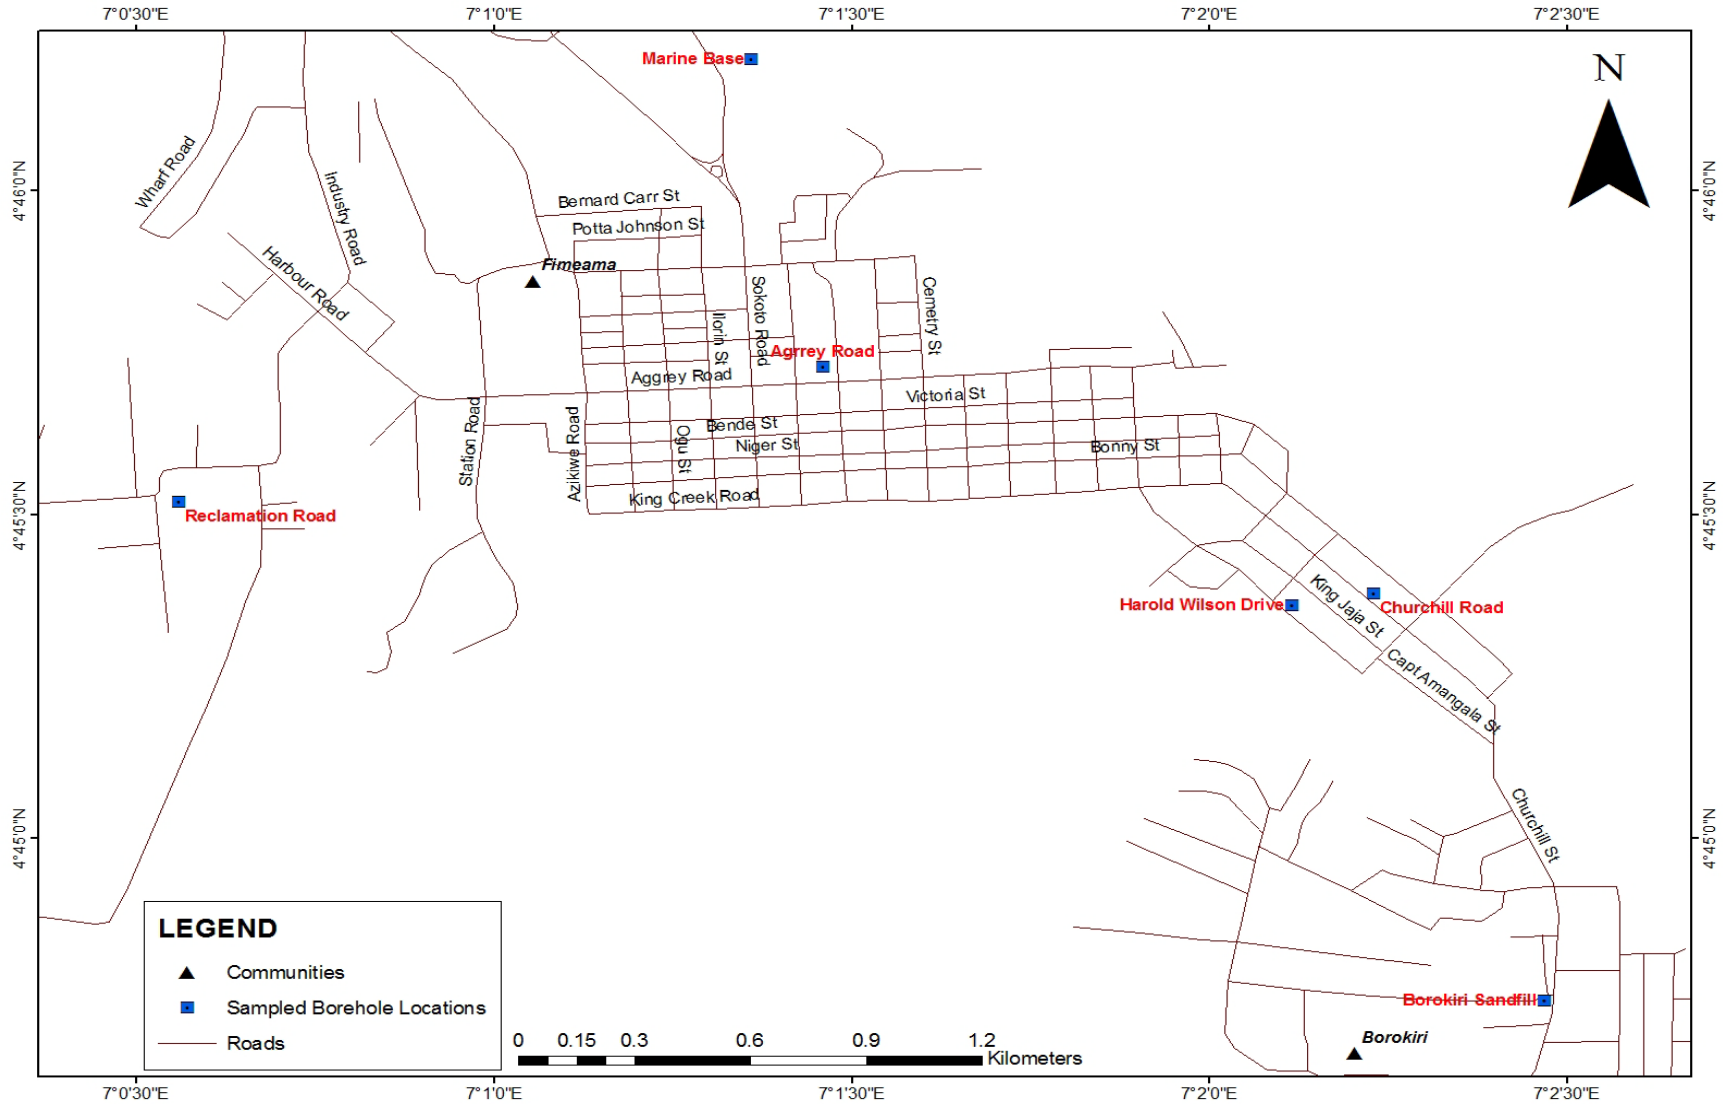 7°0'30"E
7°1'0"E
7°1'30"E
7°2'0"E
7°2'30"E
Marine Base
N
4°46'0"N
4°46'0"N
Wharf Road
Industry Road
Bernard Carr St
Potta Johnson St
Harbour Road
Fimeama
Sokoto Road
Cemetry St
Ilorin St
Agrrey Road
Aggrey Road
Victoria St
Station Road
Azikiwe Road
Ogu St
Bende St
Niger St
Bonny St
King Creek Road
4°45'30"N
4°45'30"N
Reclamation Road
Harold Wilson Drive
King Jaja St
Churchill Road
Capt Amangala St
Churchill St
4°45'0"N
4°45'0"N
LEGEND
Communities
Sampled Borehole Locations
Roads
0 0.15 0.3 0.6 0.9 1.2
Kilometers
Borokiri Sandfill
Borokiri
7°0'30"E
7°1'0"E
7°1'30"E
7°2'0"E
7°2'30"E